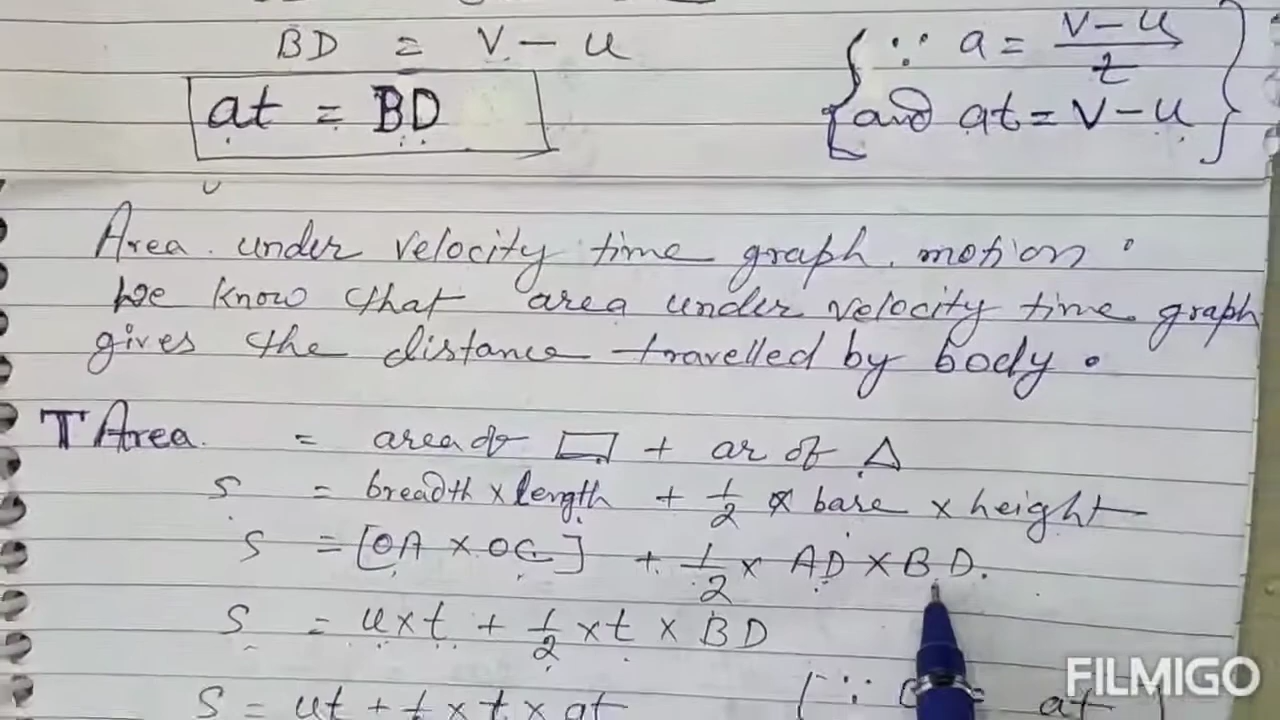 BD = v - u
at = BD
{∵ a = v-u/t
and at = v-u}
Area under velocity time graph motion :
We know that area under velocity time graph
gives the distance travelled by body.
T Area = area of ▭ + ar of △
s = breadth × length + 1/2 × base × height
s = [OA × OC] + 1/2 × AD × BD.
s = u×t + 1/2 × t × BD
s = ut + 1 × t × at (∵ = at)
FILMIGO